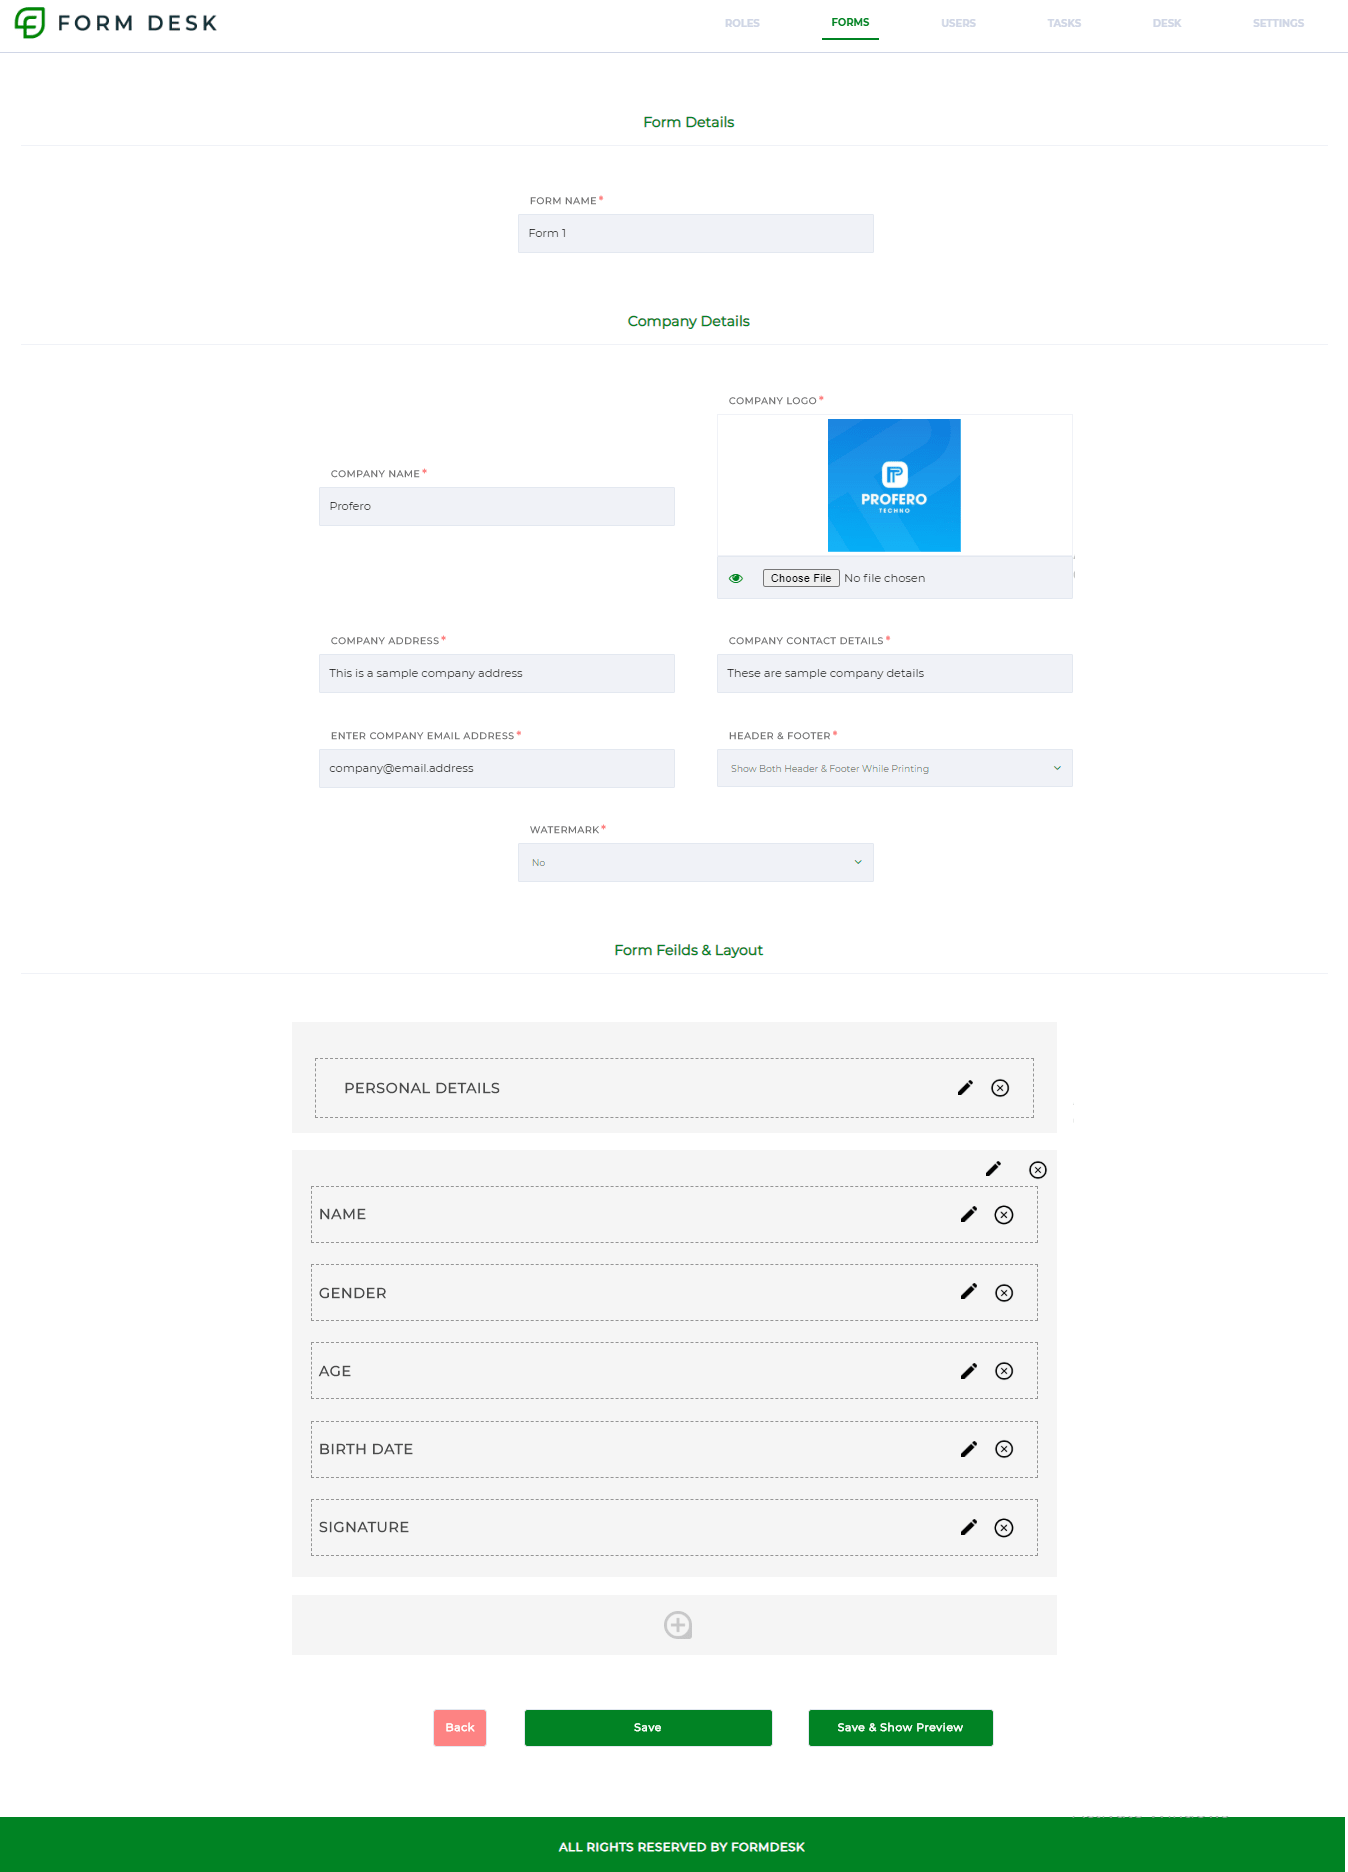 FORM DESK
ROLES
FORMS
USERS
TASKS
DESK
SETTINGS
Form Details
FORM NAME*
Form 1
Company Details
COMPANY LOGO*
PROFERO
TECHNO
COMPANY NAME*
Profero
Choose File No file chosen
COMPANY ADDRESS*
COMPANY CONTACT DETAILS*
This is a sample company address
These are sample company details
ENTER COMPANY EMAIL ADDRESS*
HEADER & FOOTER*
company@email.address
Show Both Header & Footer While Printing
WATERMARK*
No
Form Feilds & Layout
PERSONAL DETAILS
NAME
GENDER
AGE
BIRTH DATE
SIGNATURE
Back
Save
Save & Show Preview
ALL RIGHTS RESERVED BY FORMDESK